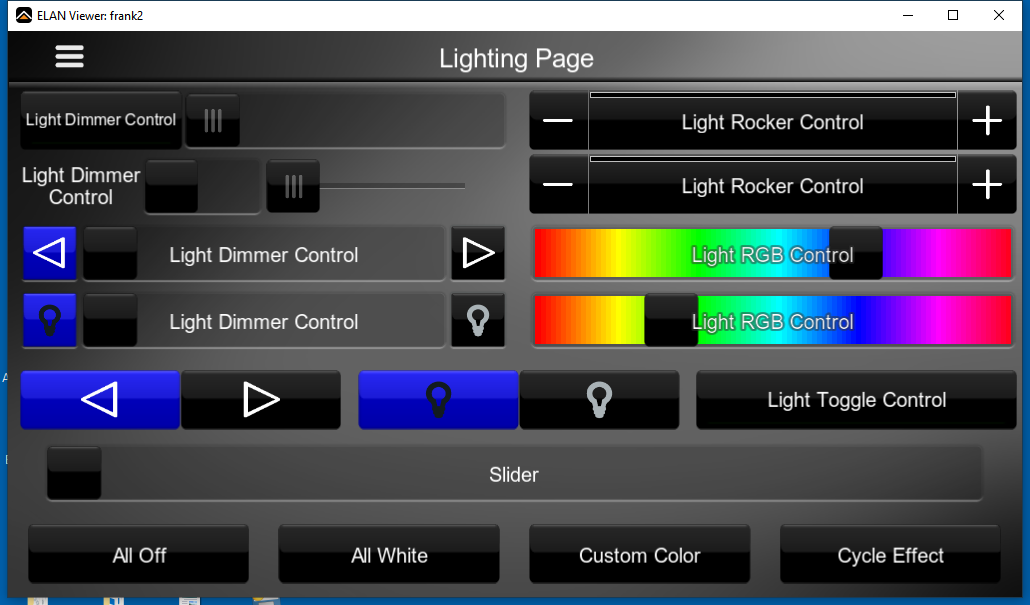 ELAN Viewer: frank2
Lighting Page
Light Dimmer Control
Light Rocker Control
Light Dimmer
Control
Light Rocker Control
Light Dimmer Control
Light RGB Control
Light Dimmer Control
Light RGB Control
Light Toggle Control
Slider
All Off
All White
Custom Color
Cycle Effect